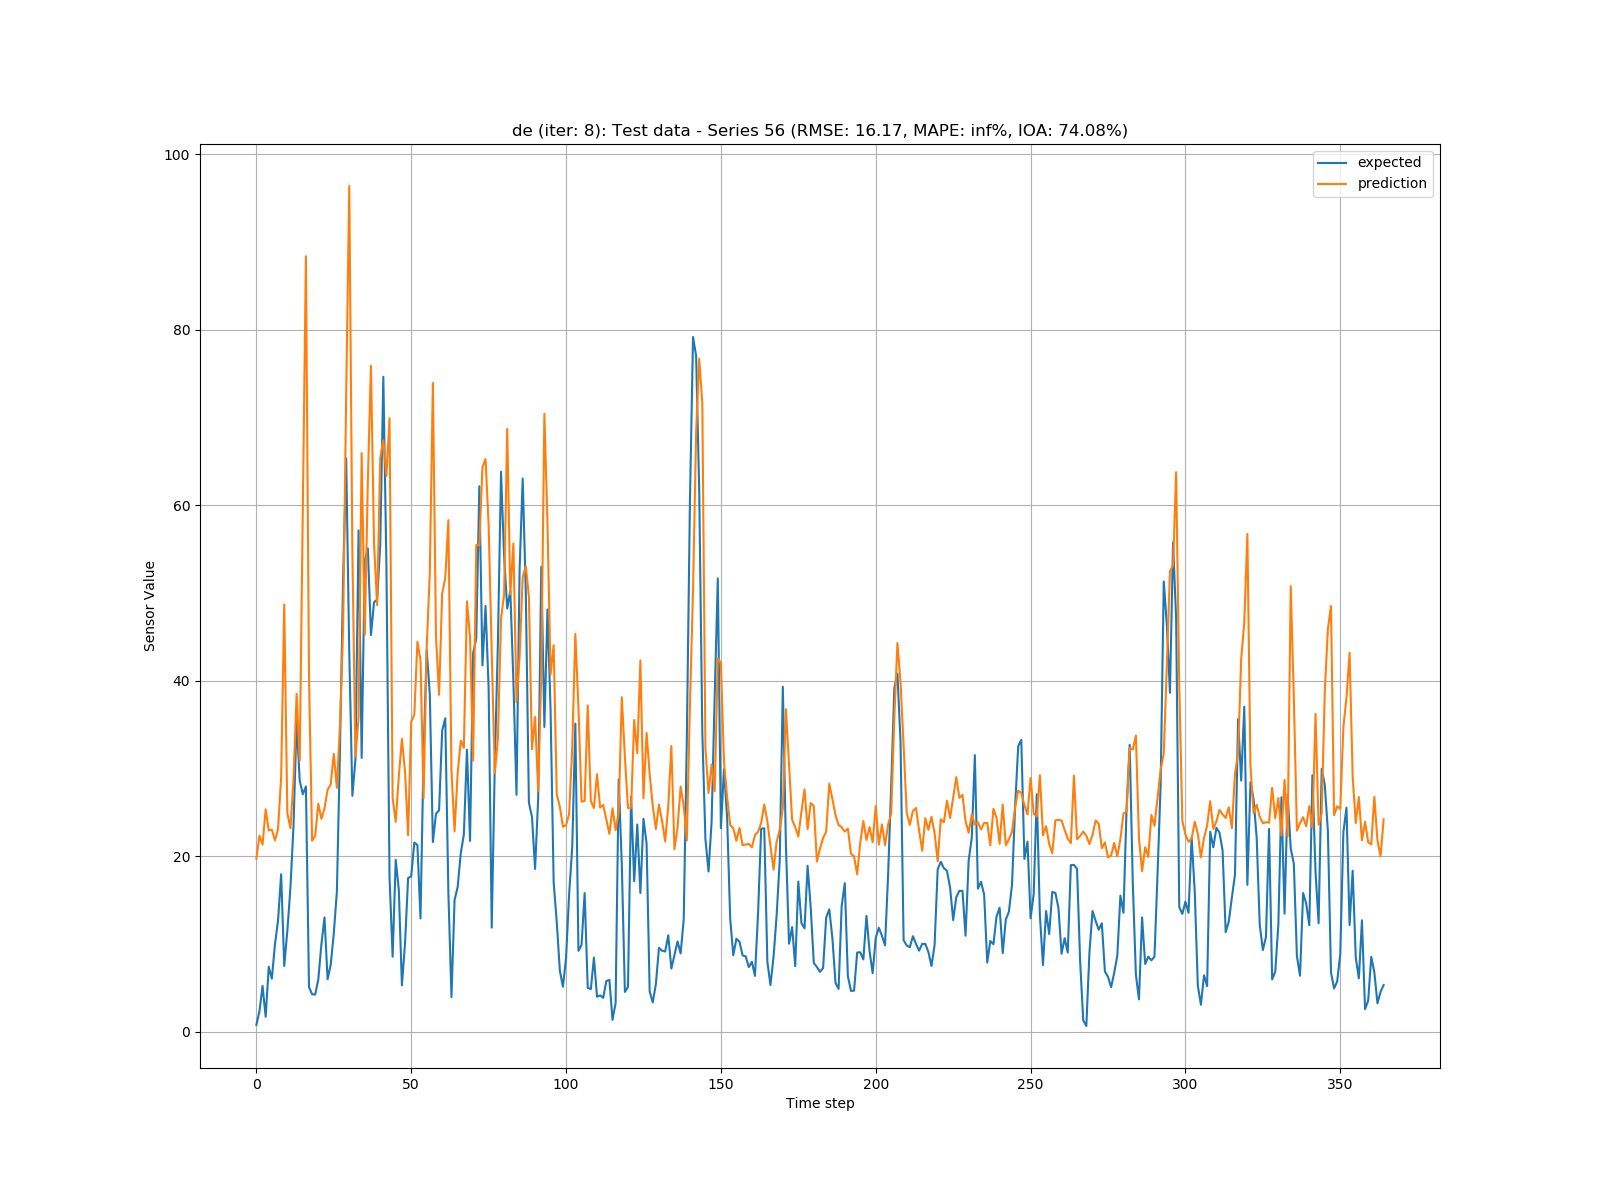 de (iter: 8): Test data - Series 56 (RMSE: 16.17, MAPE: inf%, IOA: 74.08%)
expected
prediction
100
80
60
40
20
0
Sensor Value
0 50 100 150 200 250 300 350
Time step